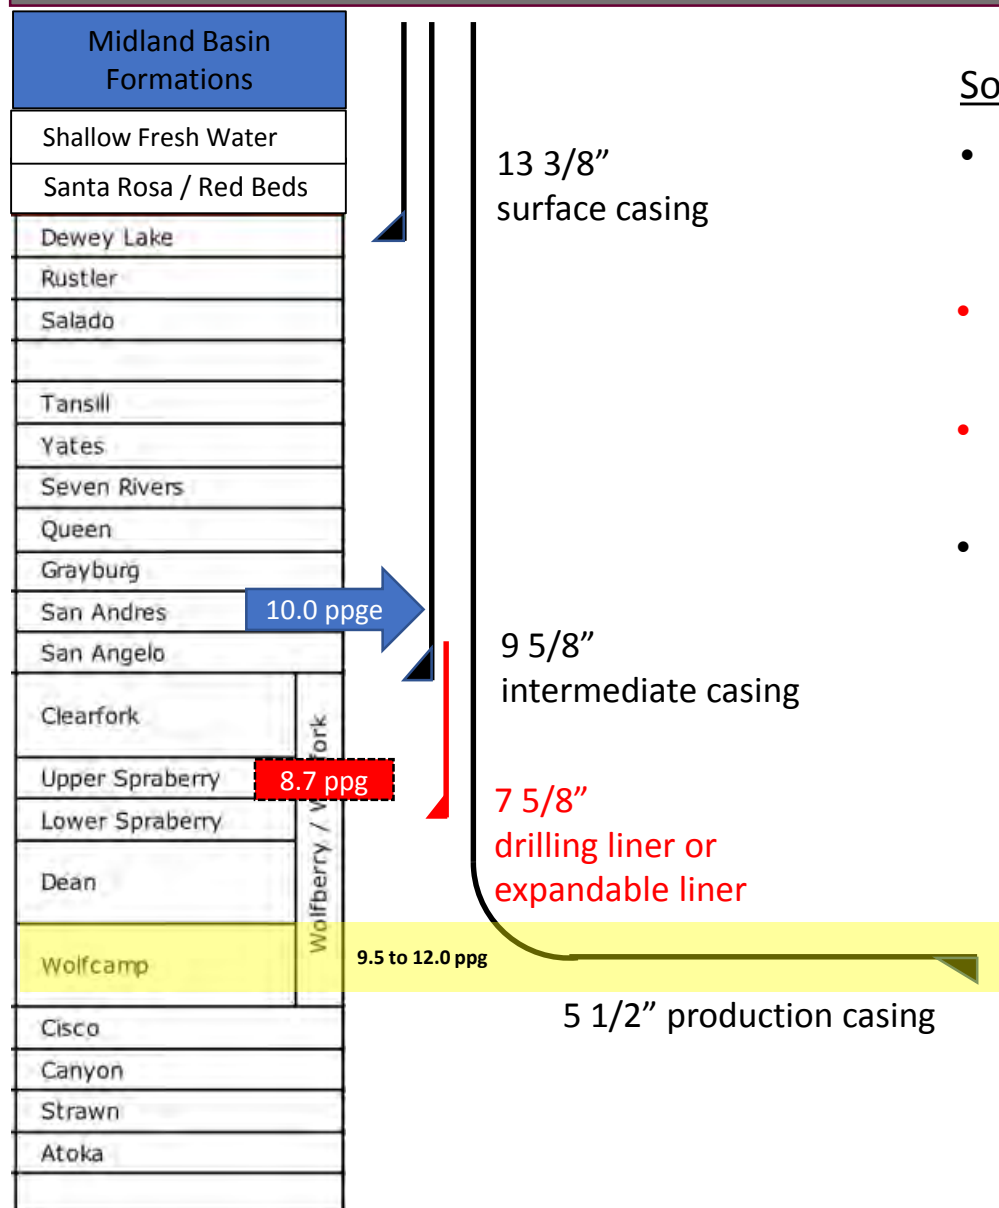 Midland Basin
Formations
Shallow Fresh Water
Santa Rosa / Red Beds
Dewey Lake
Rustler
Salado
Tansill
Yates
Seven Rivers
Queen
Grayburg
San Andres
San Angelo
Clearfork
Upper Spraberry
Lower Spraberry
Dean
Wolfcamp
Cisco
Canyon
Strawn
Atoka
Wolfberry / W
fork
10.0 ppge
8.7 ppg
9.5 to 12.0 ppg
13 3/8”
surface casing
9 5/8”
intermediate casing
7 5/8”
drilling liner or
expandable liner
5 1/2” production casing
So
•
•
•
•